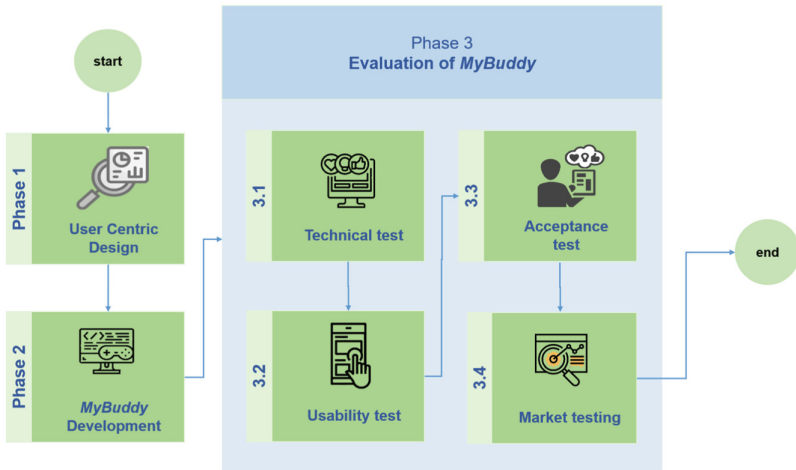 start
Phase 1
User Centric
Design
Phase 2
MyBuddy
Development
Phase 3
Evaluation of MyBuddy
3.1
Technical test
3.2
Usability test
3.3
Acceptance
test
3.4
Market testing
end